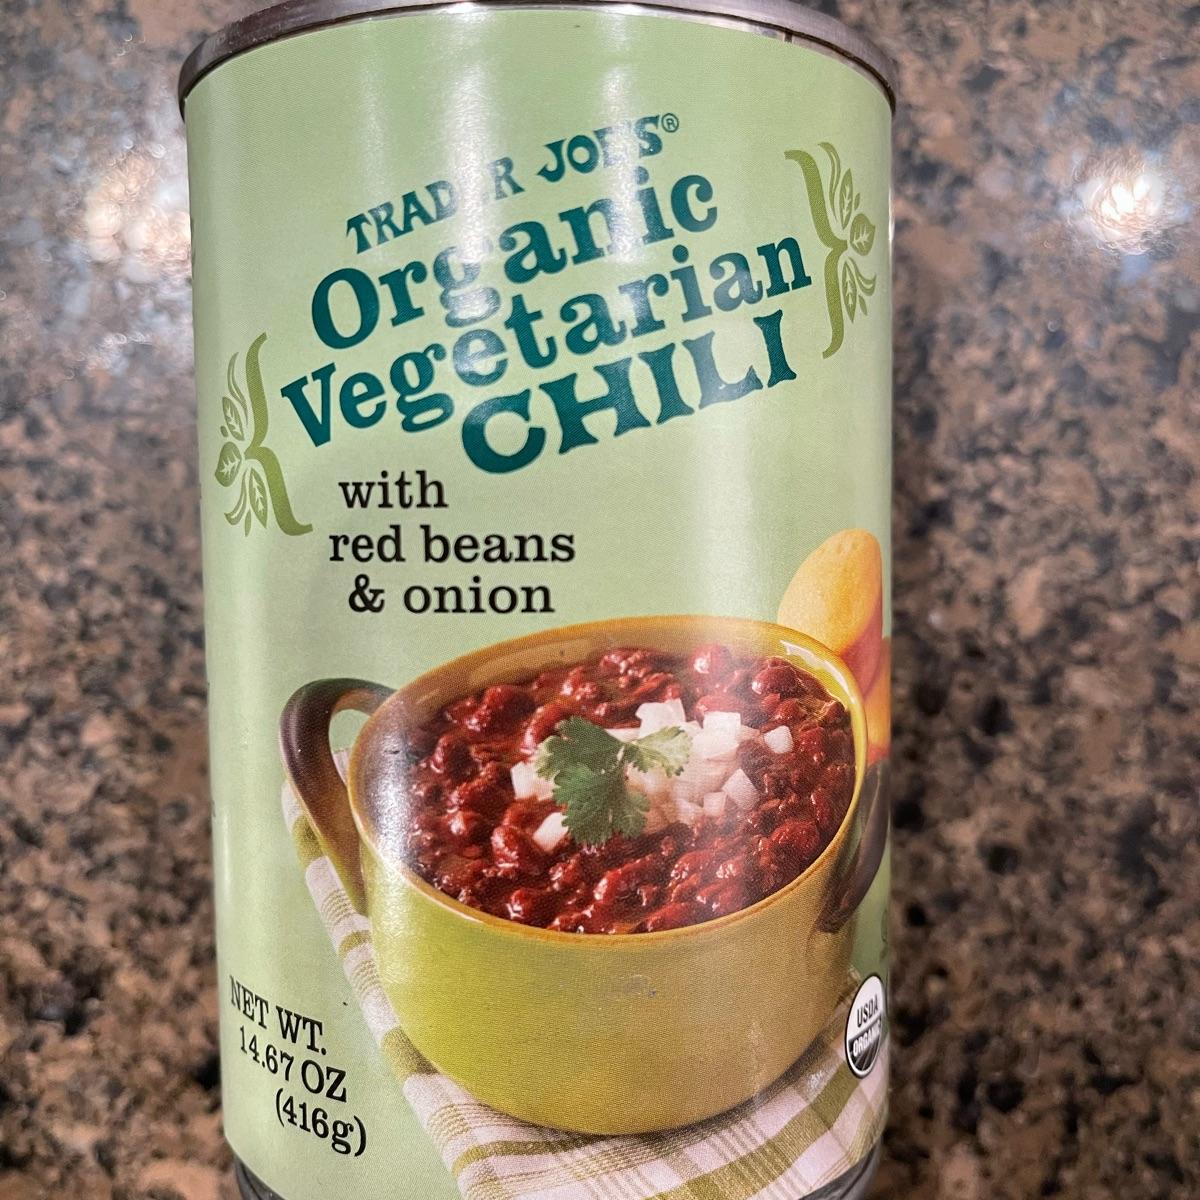 TRADER JOE'S®
Organic
Vegetarian
CHILI
with
red beans
& onion
NET WT.
14.67 OZ
(416g)
USDA
ORGANIC